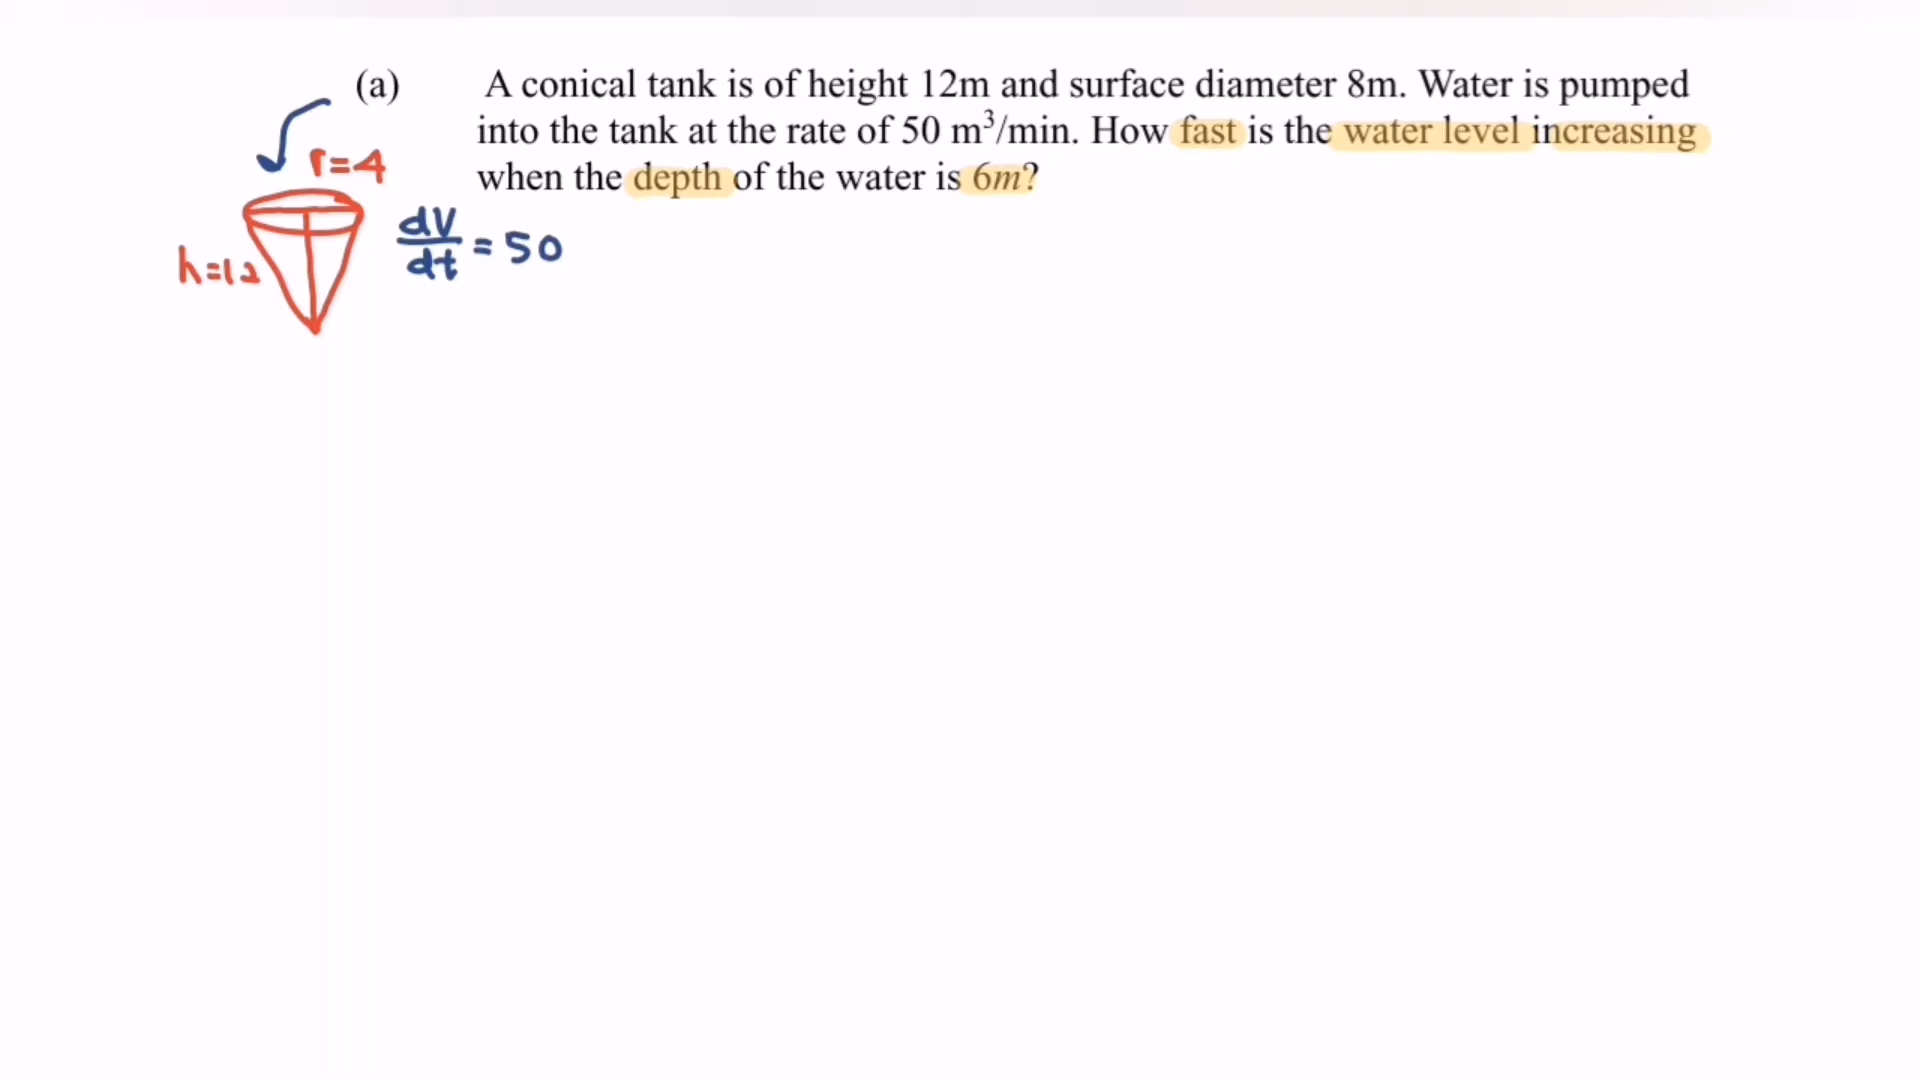 (a) A conical tank is of height 12m and surface diameter 8m. Water is pumped
into the tank at the rate of 50 m³/min. How fast is the water level increasing
when the depth of the water is 6m?
r=4
h=12
dV/dt = 50